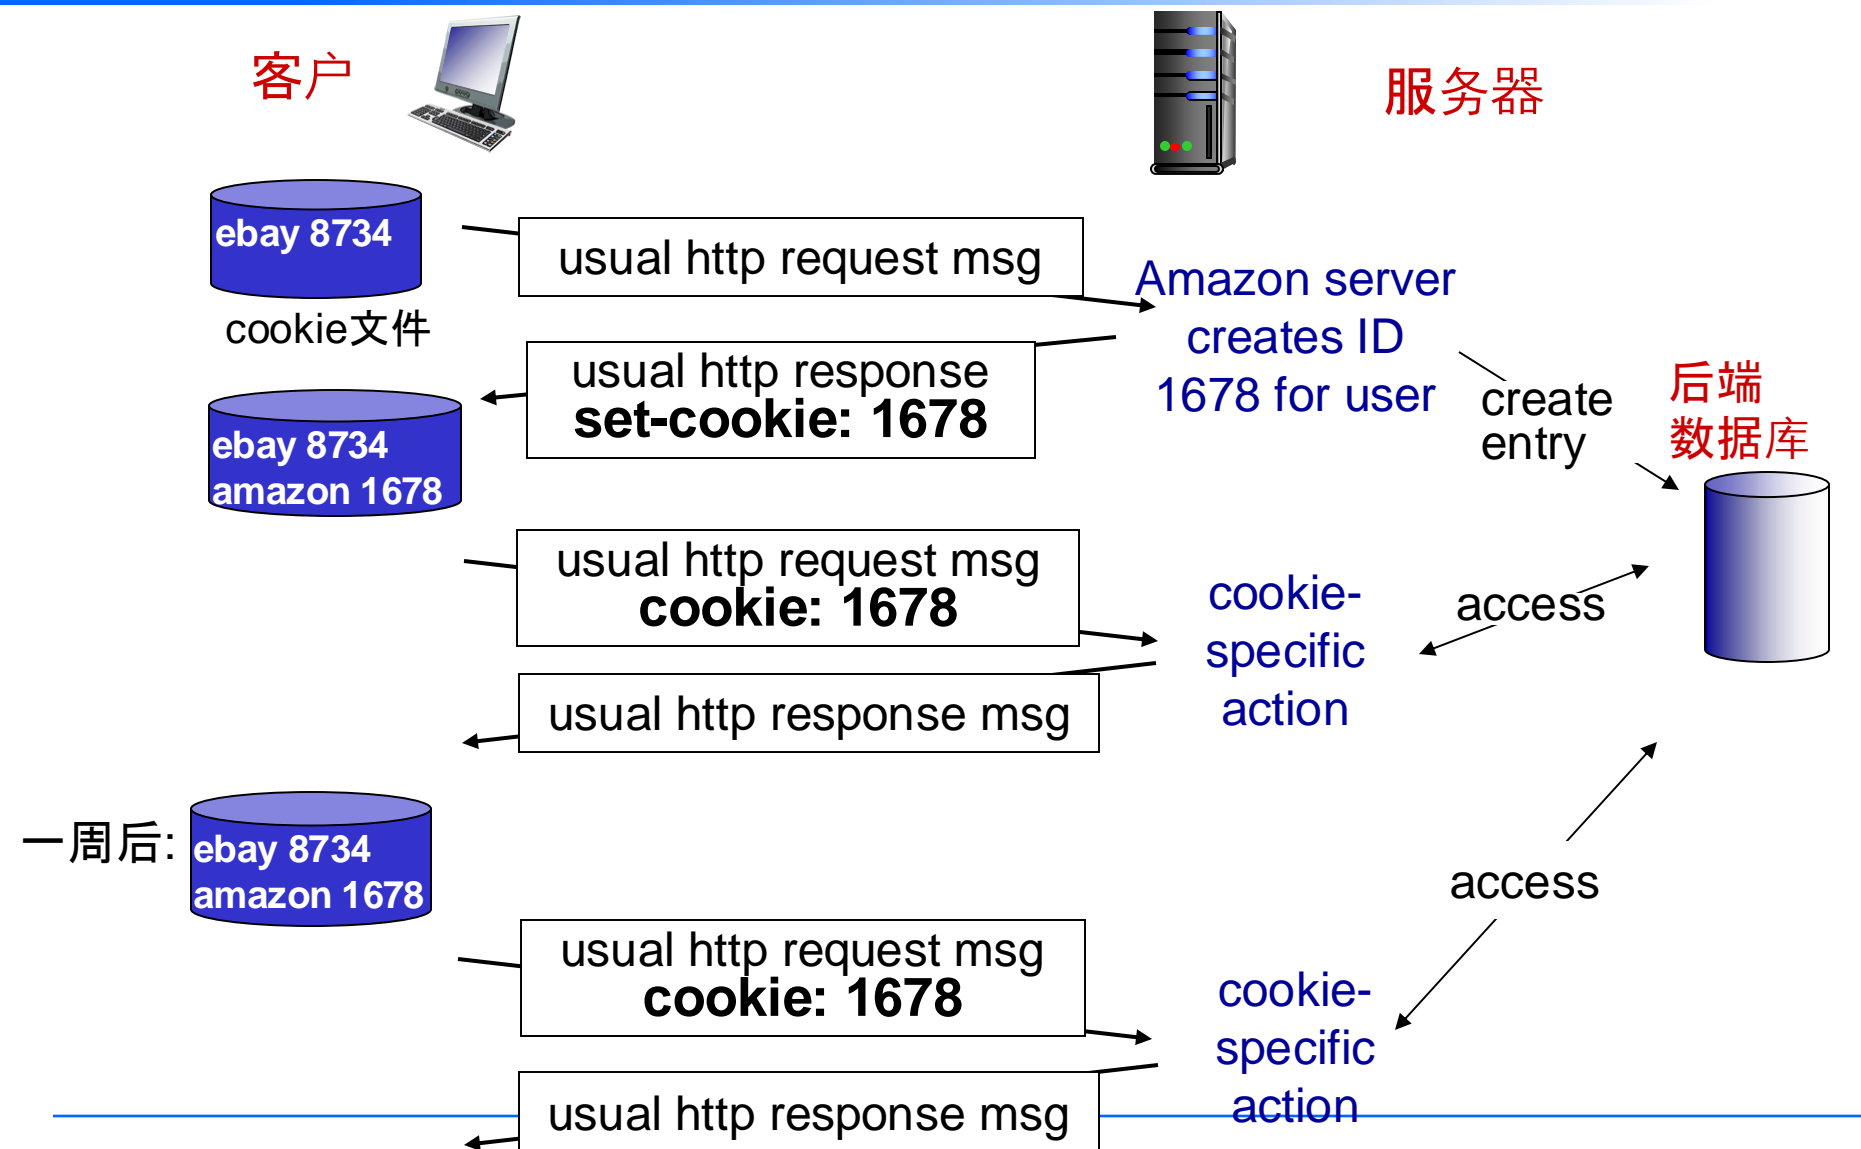 客户
服务器
ebay 8734
usual http request msg
cookie文件
Amazon server
creates ID
1678 for user
usual http response
set-cookie: 1678
create
entry
后端
数据库
ebay 8734
amazon 1678
usual http request msg
cookie: 1678
cookie-
specific
action
access
usual http response msg
一周后:
ebay 8734
amazon 1678
access
usual http request msg
cookie: 1678
cookie-
specific
action
usual http response msg